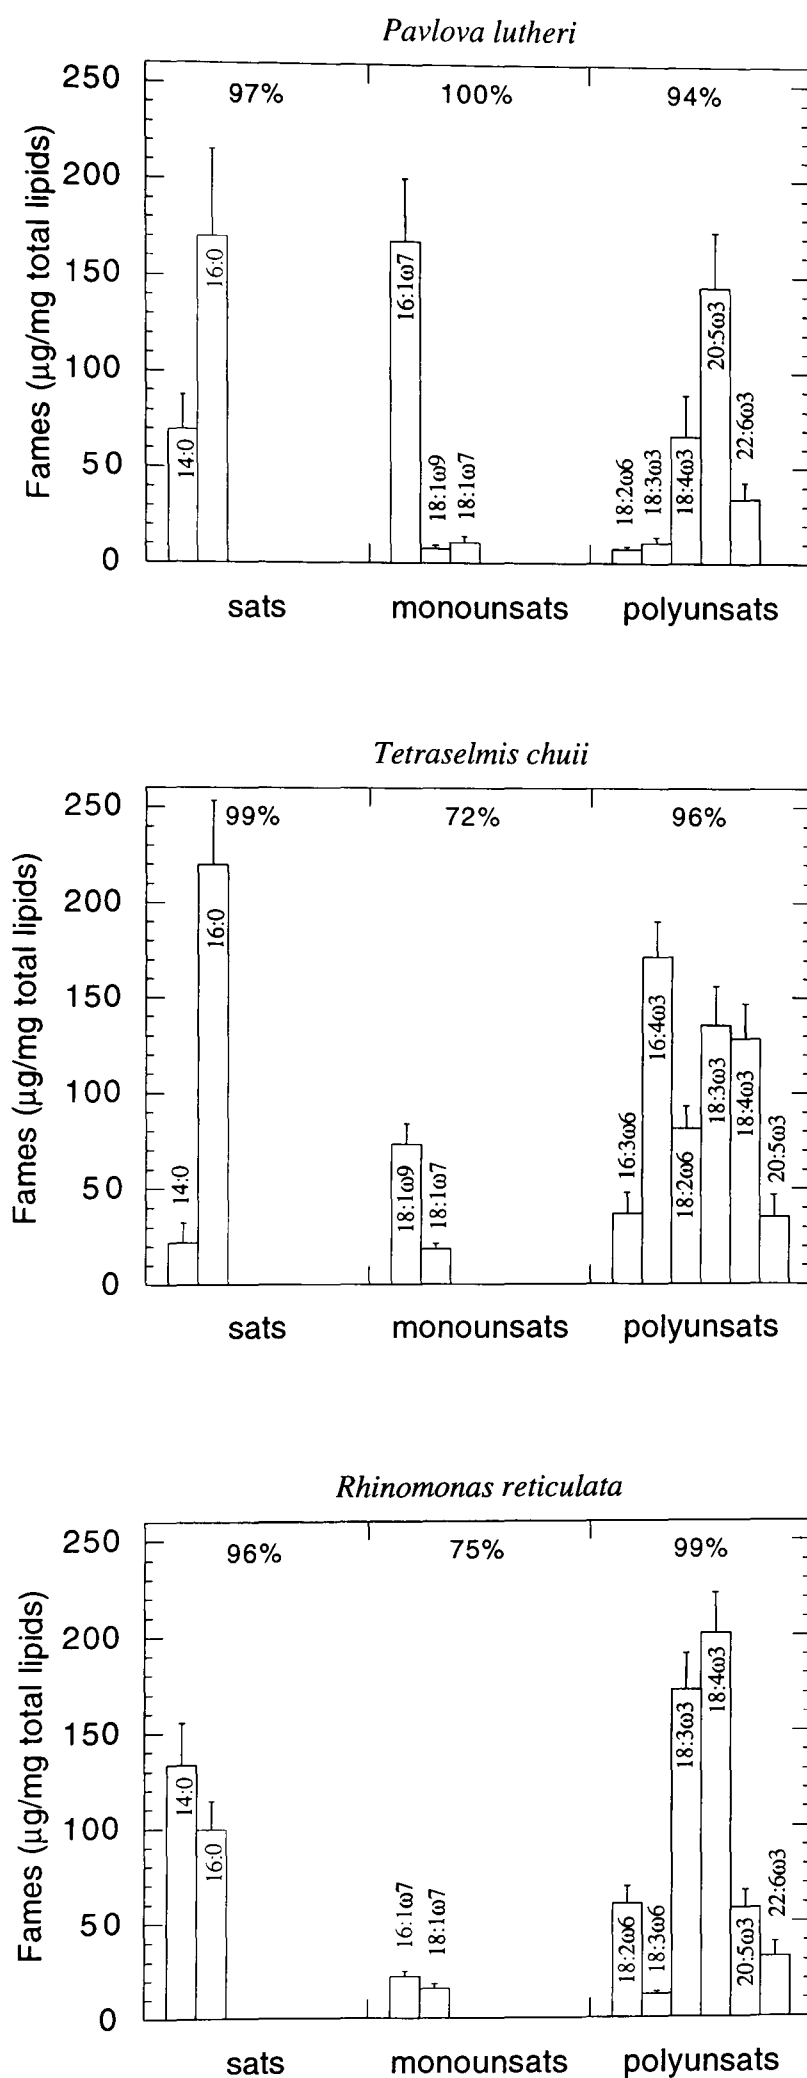 Pavlova lutheri
Fames (µg/mg total lipids)
250
200
150
100
50
0
97%
100%
94%
14:0
16:0
16:1ω7
18:1ω9
18:1ω7
18:2ω6
18:3ω3
18:4ω3
20:5ω3
22:6ω3
sats
monounsats
polyunsats
Tetraselmis chuii
Fames (µg/mg total lipids)
250
200
150
100
50
0
99%
72%
96%
14:0
16:0
18:1ω9
18:1ω7
16:3ω6
16:4ω3
18:2ω6
18:3ω3
18:4ω3
20:5ω3
sats
monounsats
polyunsats
Rhinomonas reticulata
Fames (µg/mg total lipids)
250
200
150
100
50
0
96%
75%
99%
14:0
16:0
16:1ω7
18:1ω7
18:2ω6
18:3ω6
18:3ω3
18:4ω3
20:5ω3
22:6ω3
sats
monounsats
polyunsats